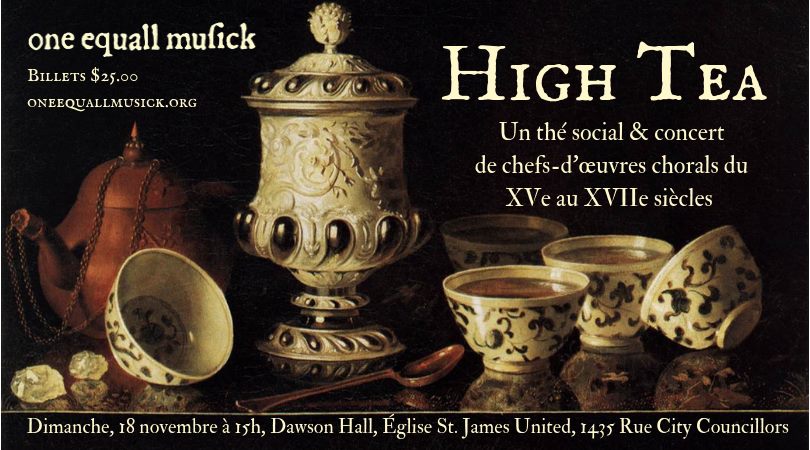 one equall musick
Billets $25.00
oneequallmusick.org
High Tea
Un thé social & concert
de chefs-d’œuvres chorals du
XVe au XVIIe siècles
Dimanche, 18 novembre à 15h, Dawson Hall, Église St. James United, 1435 Rue City Councillors